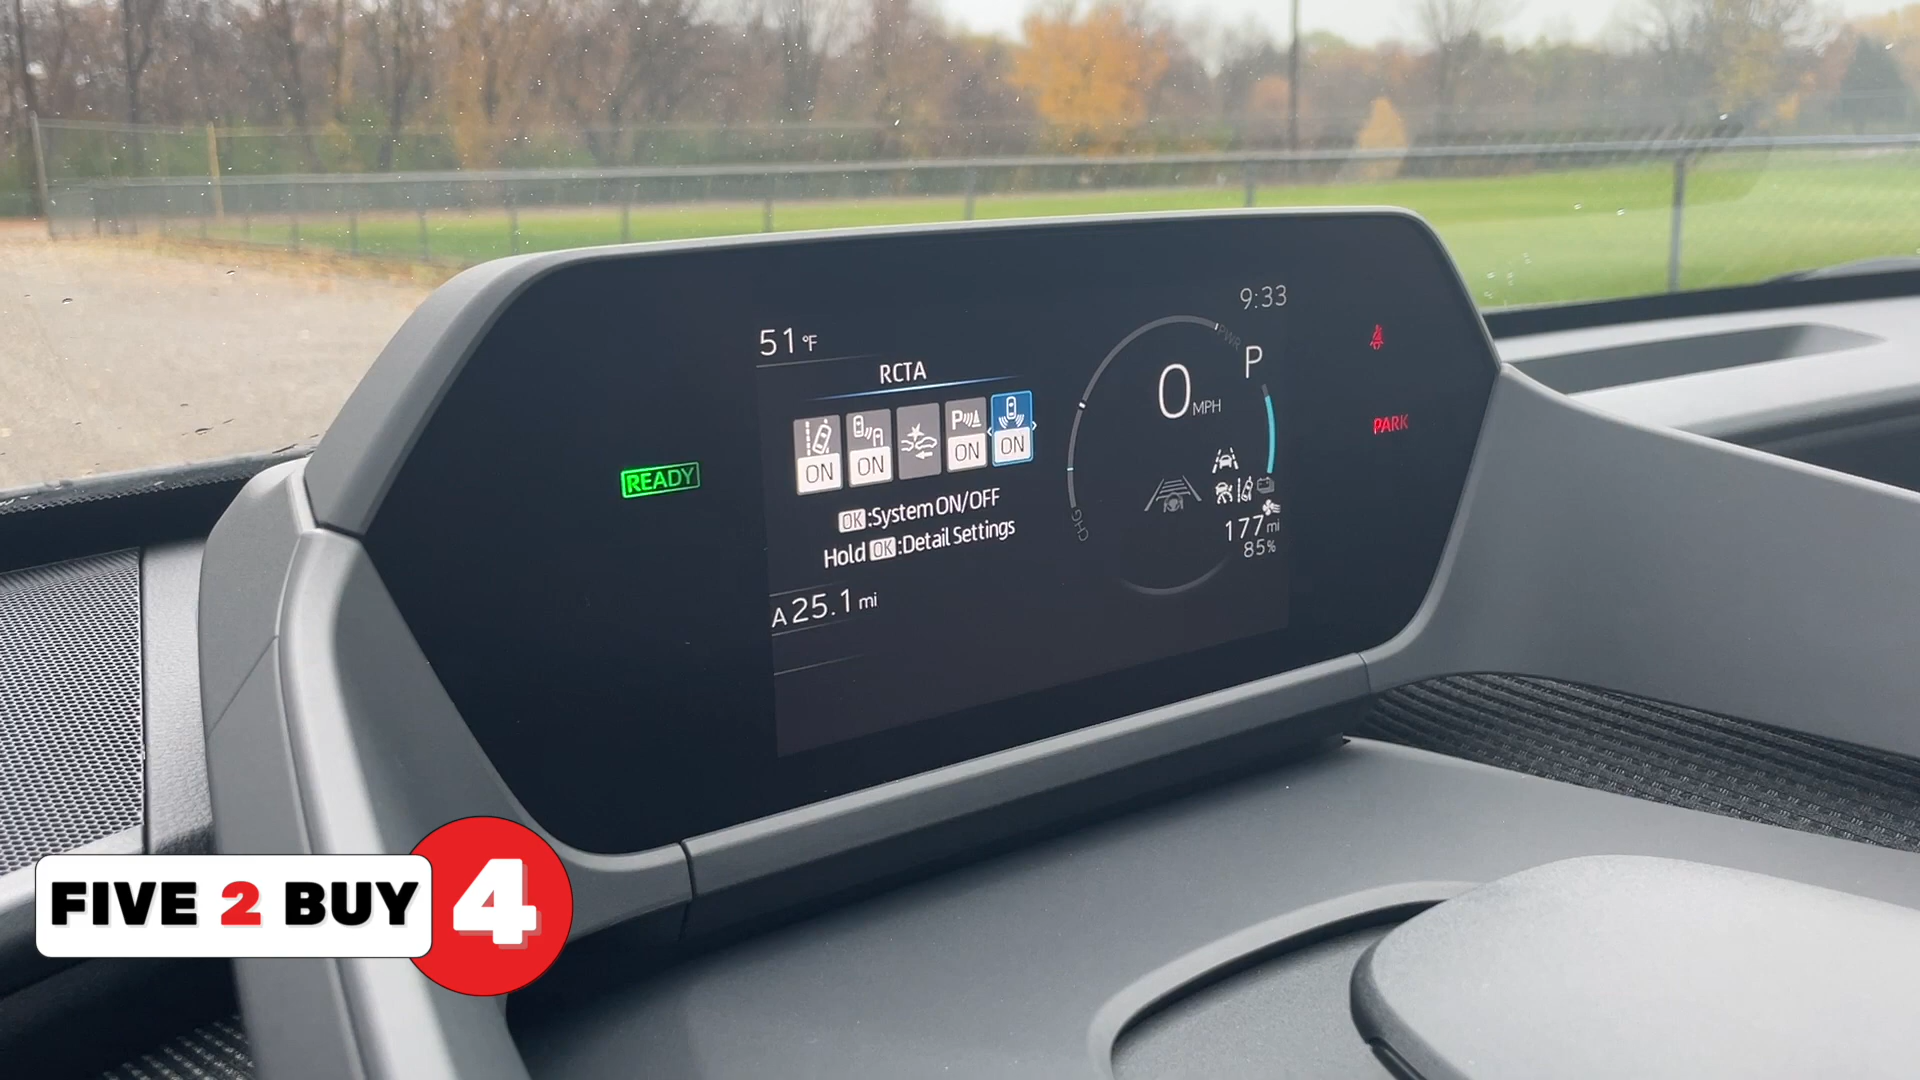 9:33
51°F
RCTA
ON ON P ON ON
OK:System ON/OFF
Hold OK:Detail Settings
A 25.1 mi
READY
PWR
P
0 MPH
CHG
177 mi
85%
PARK
FIVE 2 BUY 4